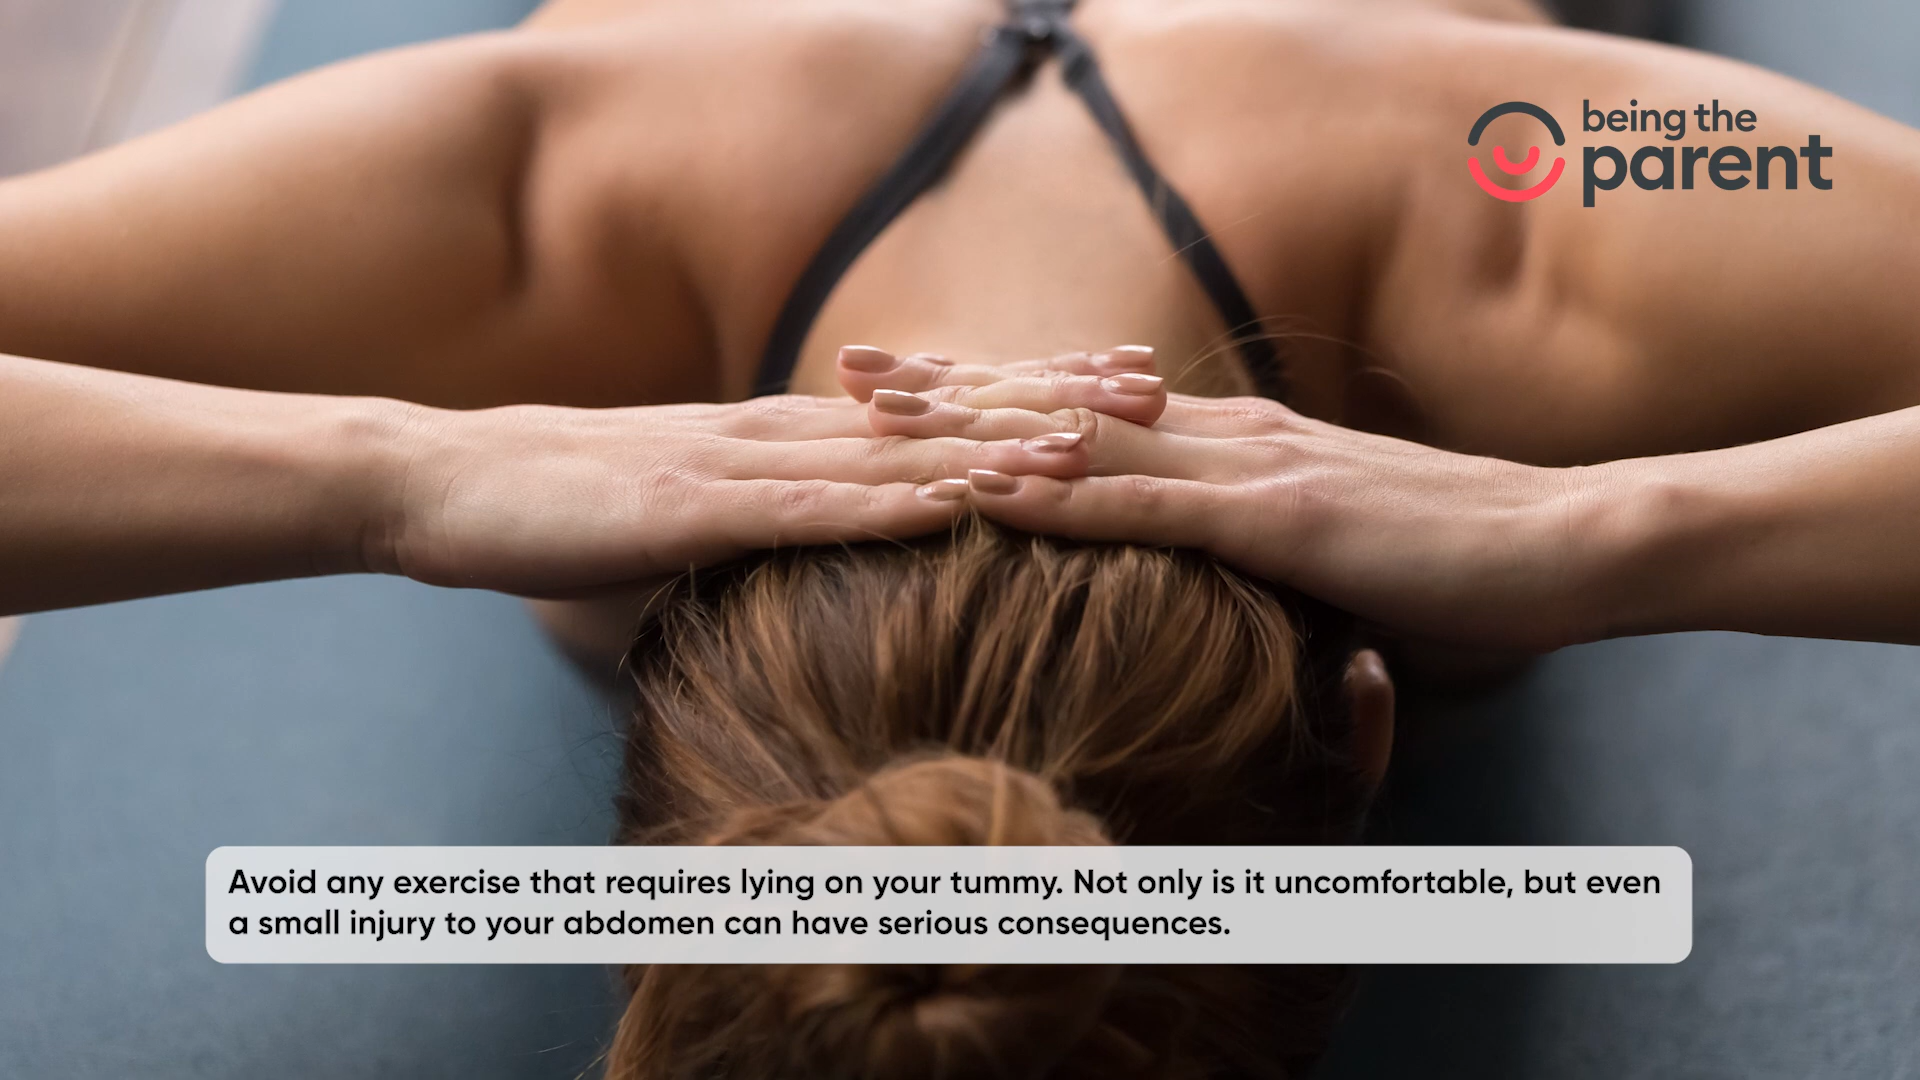 being the
parent
Avoid any exercise that requires lying on your tummy. Not only is it uncomfortable, but even
a small injury to your abdomen can have serious consequences.